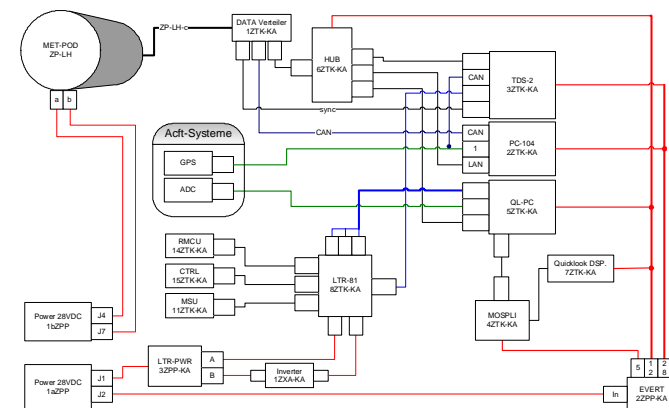 MET-POD
ZP-LH
a
b
ZP-LH-c
DATA Verteiler
1ZTK-KA
HUB
6ZTK-KA
sync
CAN
TDS-2
3ZTK-KA
CAN
1
LAN
PC-104
2ZTK-KA
CAN
QL-PC
5ZTK-KA
Acft-Systeme
GPS
ADC
RMCU
14ZTK-KA
CTRL
15ZTK-KA
MSU
11ZTK-KA
LTR-81
8ZTK-KA
Quicklook DSP.
7ZTK-KA
MOSPLI
4ZTK-KA
Power 28VDC
1bZPP
J4
J7
LTR-PWR
3ZPP-KA
A
B
Inverter
1ZXA-KA
Power 28VDC
1aZPP
J1
J2
5
1
2
2
8
In
EVERT
2ZPP-KA